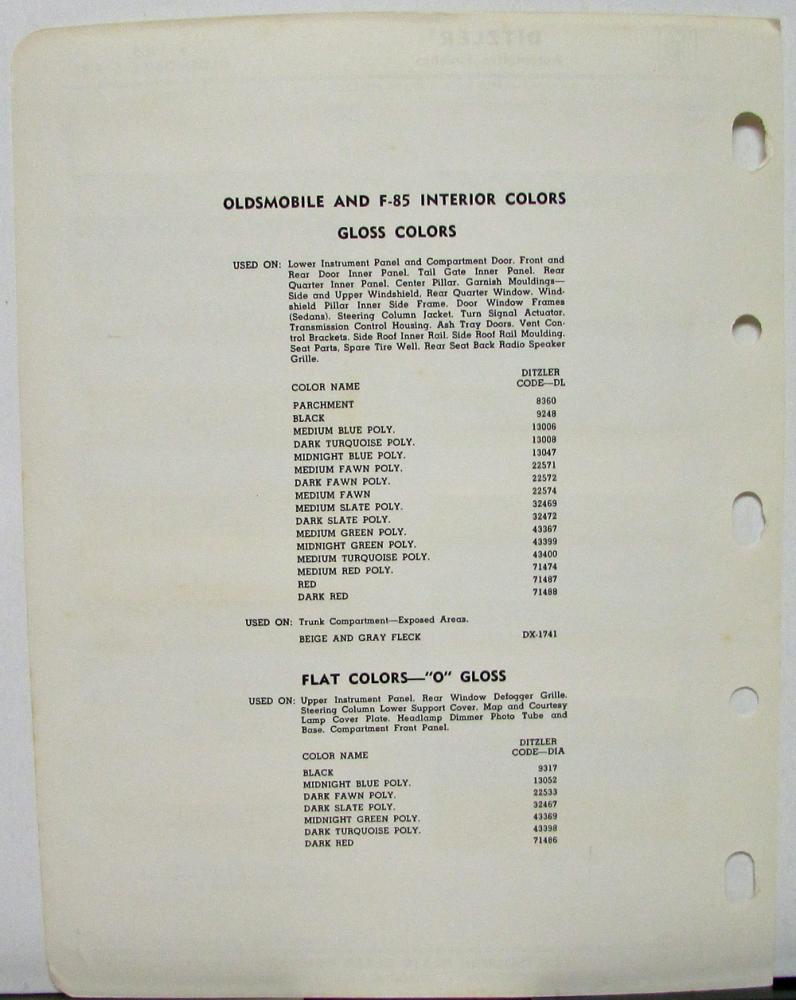 OLDSMOBILE AND F-85 INTERIOR COLORS
GLOSS COLORS
USED ON: Lower Instrument Panel and Compartment Door. Front and
Rear Door Inner Panel. Tail Gate Inner Panel. Rear
Quarter Inner Panel. Center Pillar. Garnish Mouldings—
Side and Upper Windshield, Rear Quarter Window. Wind-
shield Pillar Inner Side Frame. Door Window Frames
(Sedans). Steering Column Jacket. Turn Signal Actuator.
Transmission Control Housing. Ash Tray Doors. Vent Con-
trol Brackets. Side Roof Inner Rail. Side Roof Rail Moulding.
Seat Parts, Spare Tire Well. Rear Seat Back Radio Speaker
Grille.
DITZLER
COLOR NAME CODE—DL
PARCHMENT 8360
BLACK 9248
MEDIUM BLUE POLY. 13006
DARK TURQUOISE POLY. 13008
MIDNIGHT BLUE POLY. 13047
MEDIUM FAWN POLY. 22571
DARK FAWN POLY. 22572
MEDIUM FAWN 22574
MEDIUM SLATE POLY. 32469
DARK SLATE POLY. 32472
MEDIUM GREEN POLY. 43367
MIDNIGHT GREEN POLY. 43399
MEDIUM TURQUOISE POLY. 43400
MEDIUM RED POLY. 71474
RED 71487
DARK RED 71488
USED ON: Trunk Compartment—Exposed Areas.
BEIGE AND GRAY FLECK DX-1741
FLAT COLORS—"O" GLOSS
USED ON: Upper Instrument Panel. Rear Window Defogger Grille.
Steering Column Lower Support Cover. Map and Courtesy
Lamp Cover Plate. Headlamp Dimmer Photo Tube and
Base. Compartment Front Panel.
DITZLER
COLOR NAME CODE—DIA
BLACK 9317
MIDNIGHT BLUE POLY. 13052
DARK FAWN POLY. 22533
DARK SLATE POLY. 32467
MIDNIGHT GREEN POLY. 43369
DARK TURQUOISE POLY. 43398
DARK RED 71486